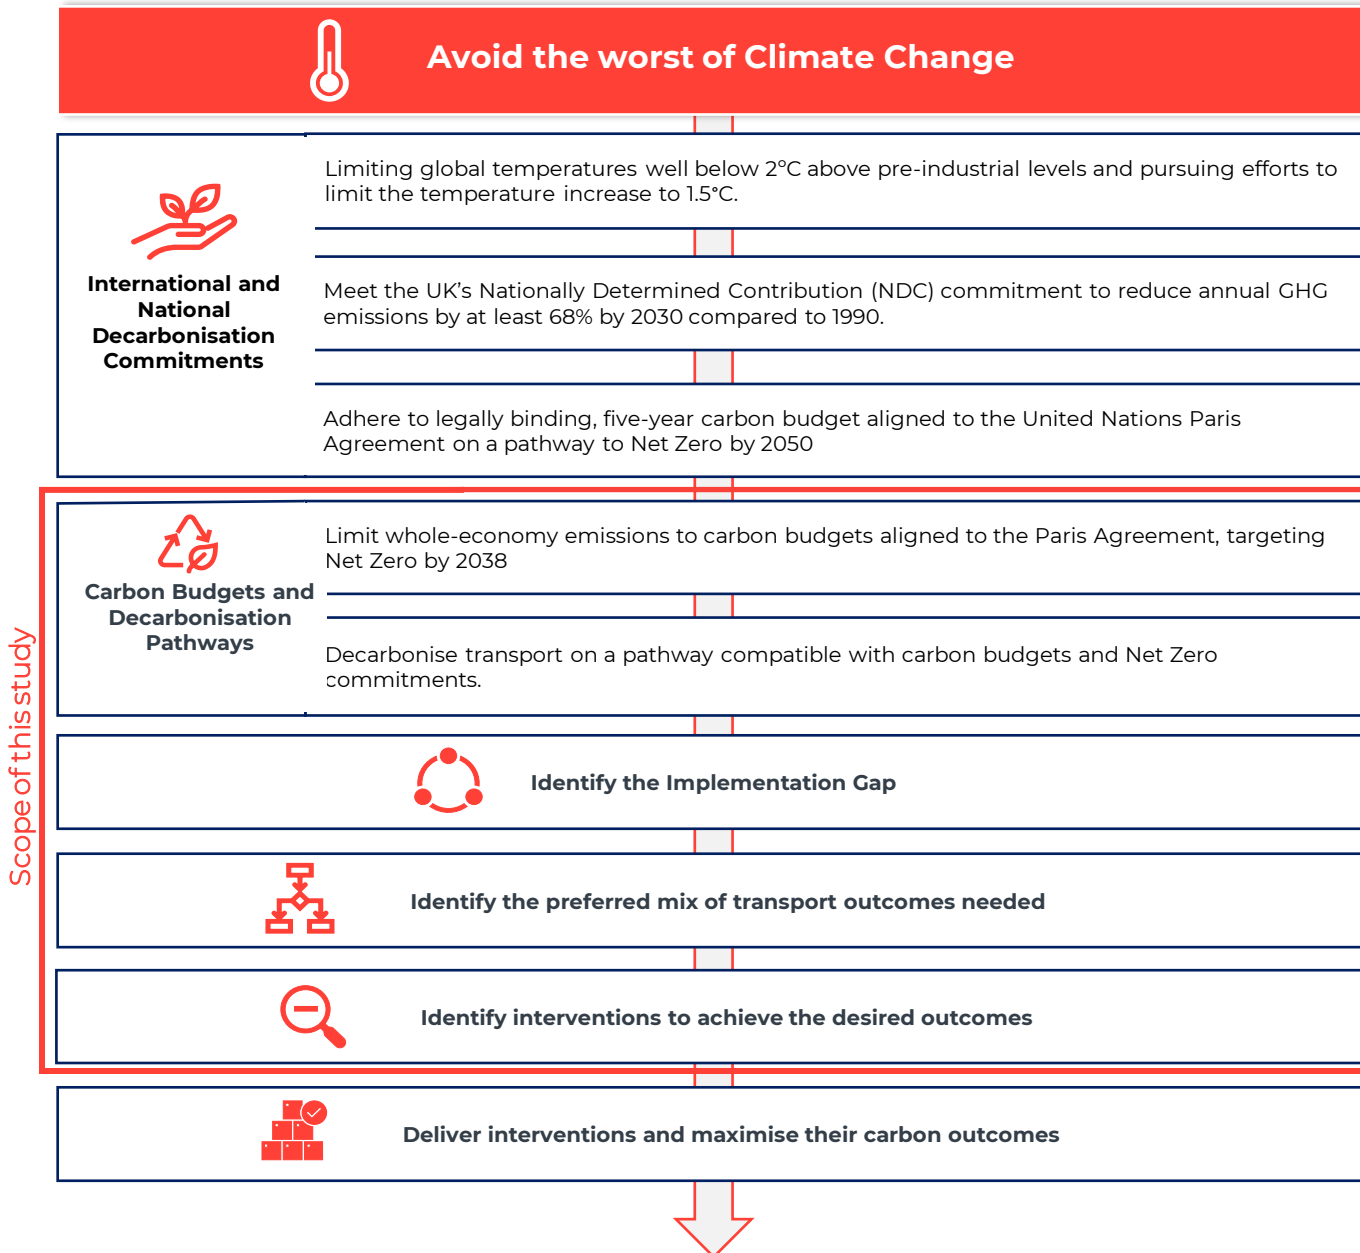 Avoid the worst of Climate Change
International and
National
Decarbonisation
Commitments
Limiting global temperatures well below 2°C above pre-industrial levels and pursuing efforts to
limit the temperature increase to 1.5°C.
Meet the UK’s Nationally Determined Contribution (NDC) commitment to reduce annual GHG
emissions by at least 68% by 2030 compared to 1990.
Adhere to legally binding, five-year carbon budget aligned to the United Nations Paris
Agreement on a pathway to Net Zero by 2050
Scope of this study
Carbon Budgets and
Decarbonisation
Pathways
Limit whole-economy emissions to carbon budgets aligned to the Paris Agreement, targeting
Net Zero by 2038
Decarbonise transport on a pathway compatible with carbon budgets and Net Zero
commitments.
Identify the Implementation Gap
Identify the preferred mix of transport outcomes needed
Identify interventions to achieve the desired outcomes
Deliver interventions and maximise their carbon outcomes